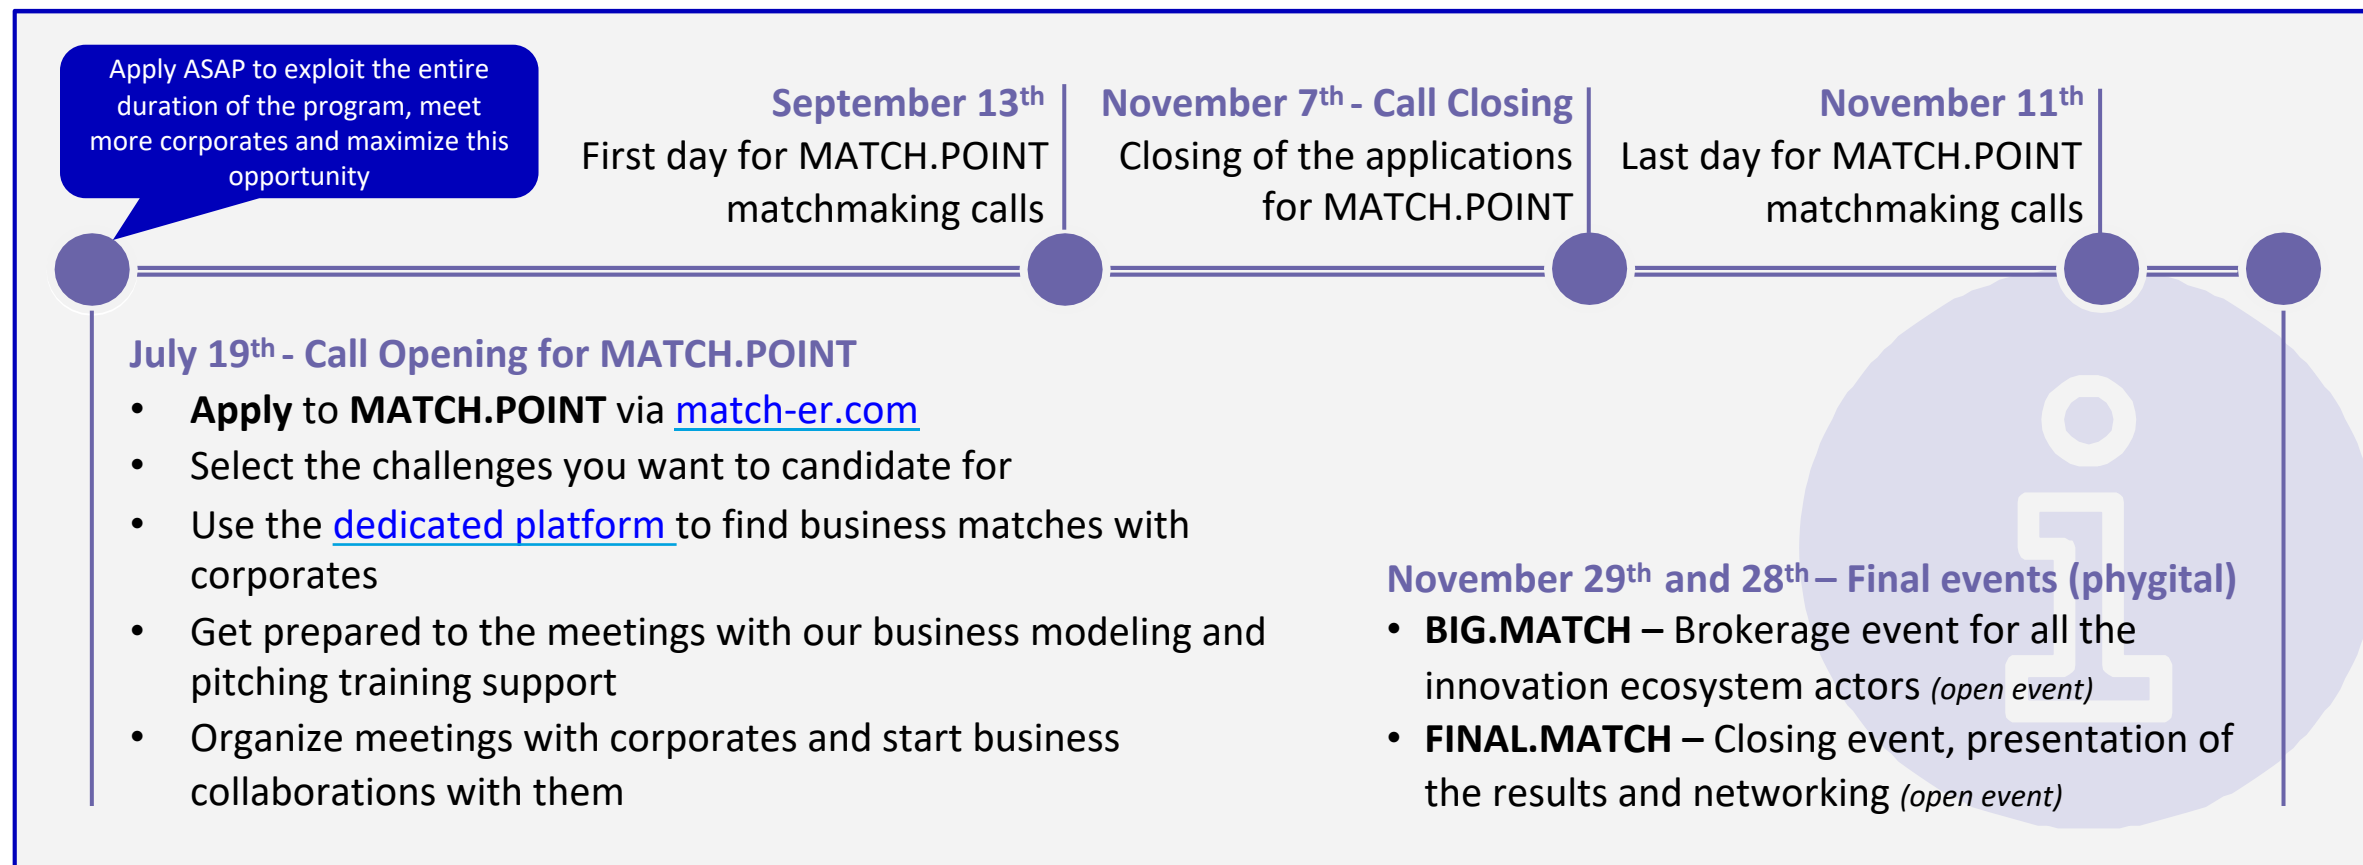 Apply ASAP to exploit the entire
duration of the program, meet
more corporates and maximize this
opportunity
September 13th
First day for MATCH.POINT
matchmaking calls
November 7th - Call Closing
Closing of the applications
for MATCH.POINT
November 11th
Last day for MATCH.POINT
matchmaking calls
July 19th - Call Opening for MATCH.POINT
• Apply to MATCH.POINT via match-er.com
• Select the challenges you want to candidate for
• Use the dedicated platform to find business matches with
corporates
• Get prepared to the meetings with our business modeling and
pitching training support
• Organize meetings with corporates and start business
collaborations with them
November 29th and 28th – Final events (phygital)
• BIG.MATCH – Brokerage event for all the
innovation ecosystem actors (open event)
• FINAL.MATCH – Closing event, presentation of
the results and networking (open event)